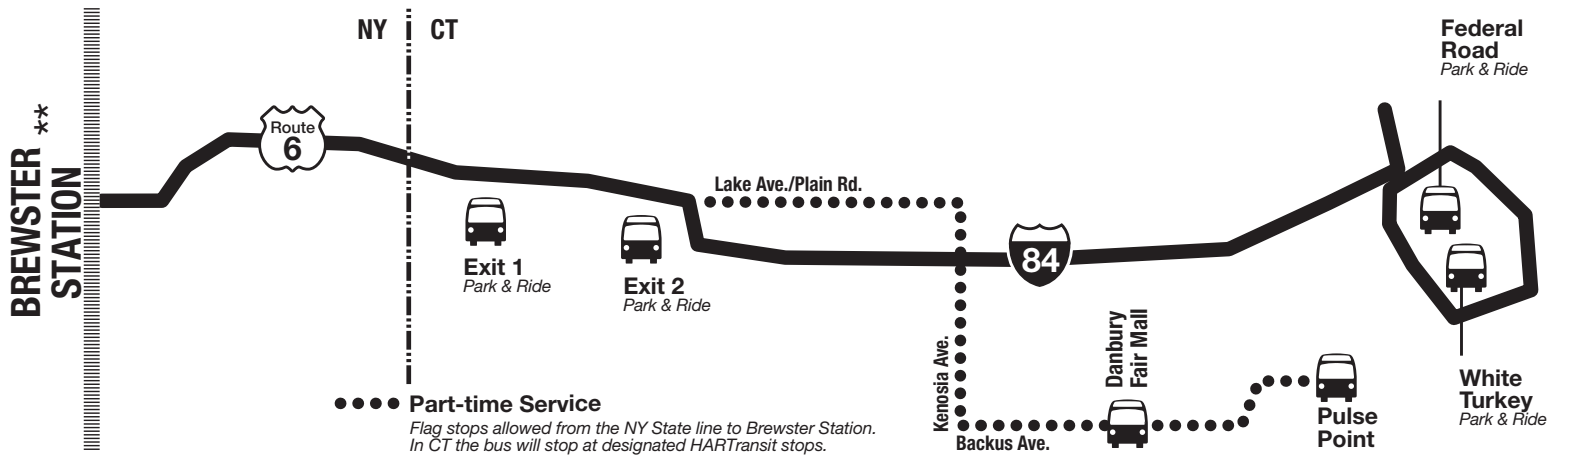 BREWSTER **
STATION
NY
CT
Route
6
Exit 1
Park & Ride
Exit 2
Park & Ride
Lake Ave./Plain Rd.
84
Kenosia Ave.
Backus Ave.
Danbury
Fair Mall
Pulse
Point
Federal
Road
Park & Ride
White
Turkey
Park & Ride
Part-time Service
Flag stops allowed from the NY State line to Brewster Station.
In CT the bus will stop at designated HARTransit stops.